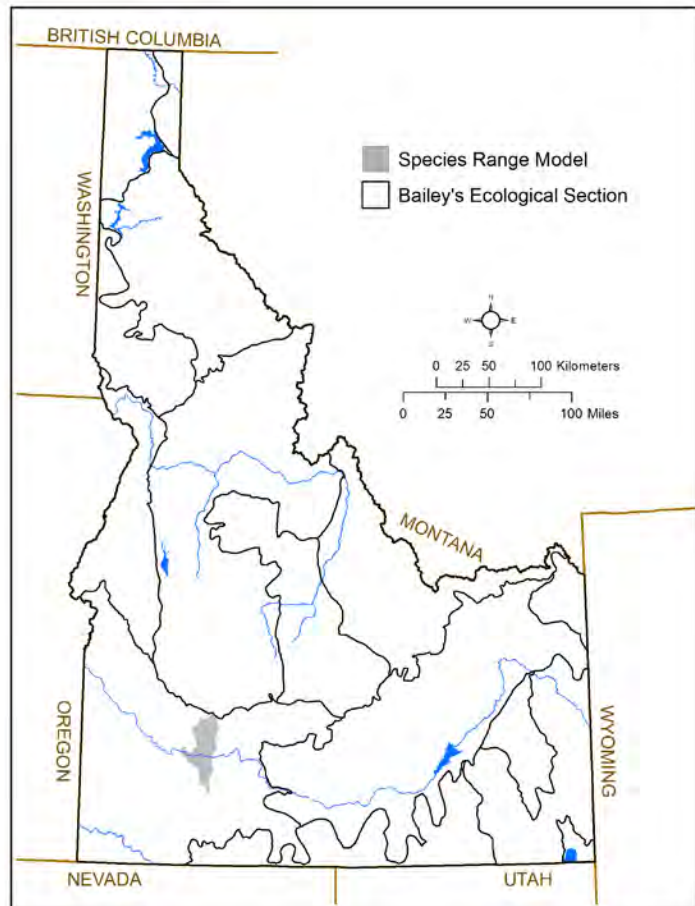 BRITISH COLUMBIA
WASHINGTON
Species Range Model
Bailey's Ecological Section
N
W E
S
0 25 50 100 Kilometers
0 25 50 100 Miles
MONTANA
OREGON
WYOMING
NEVADA
UTAH